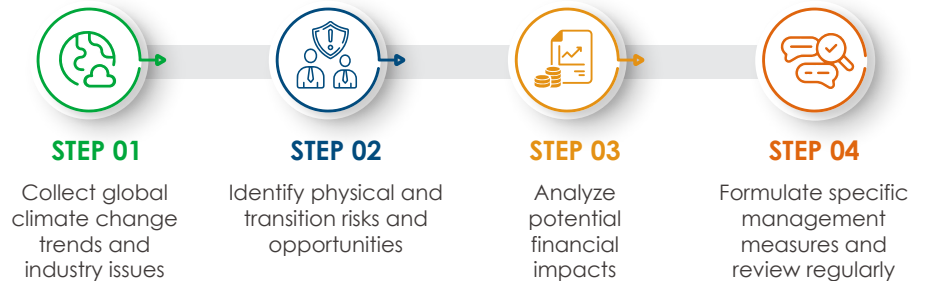 STEP 01
Collect global
climate change
trends and
industry issues
STEP 02
Identify physical and
transition risks and
opportunities
STEP 03
Analyze
potential
financial
impacts
STEP 04
Formulate specific
management
measures and
review regularly